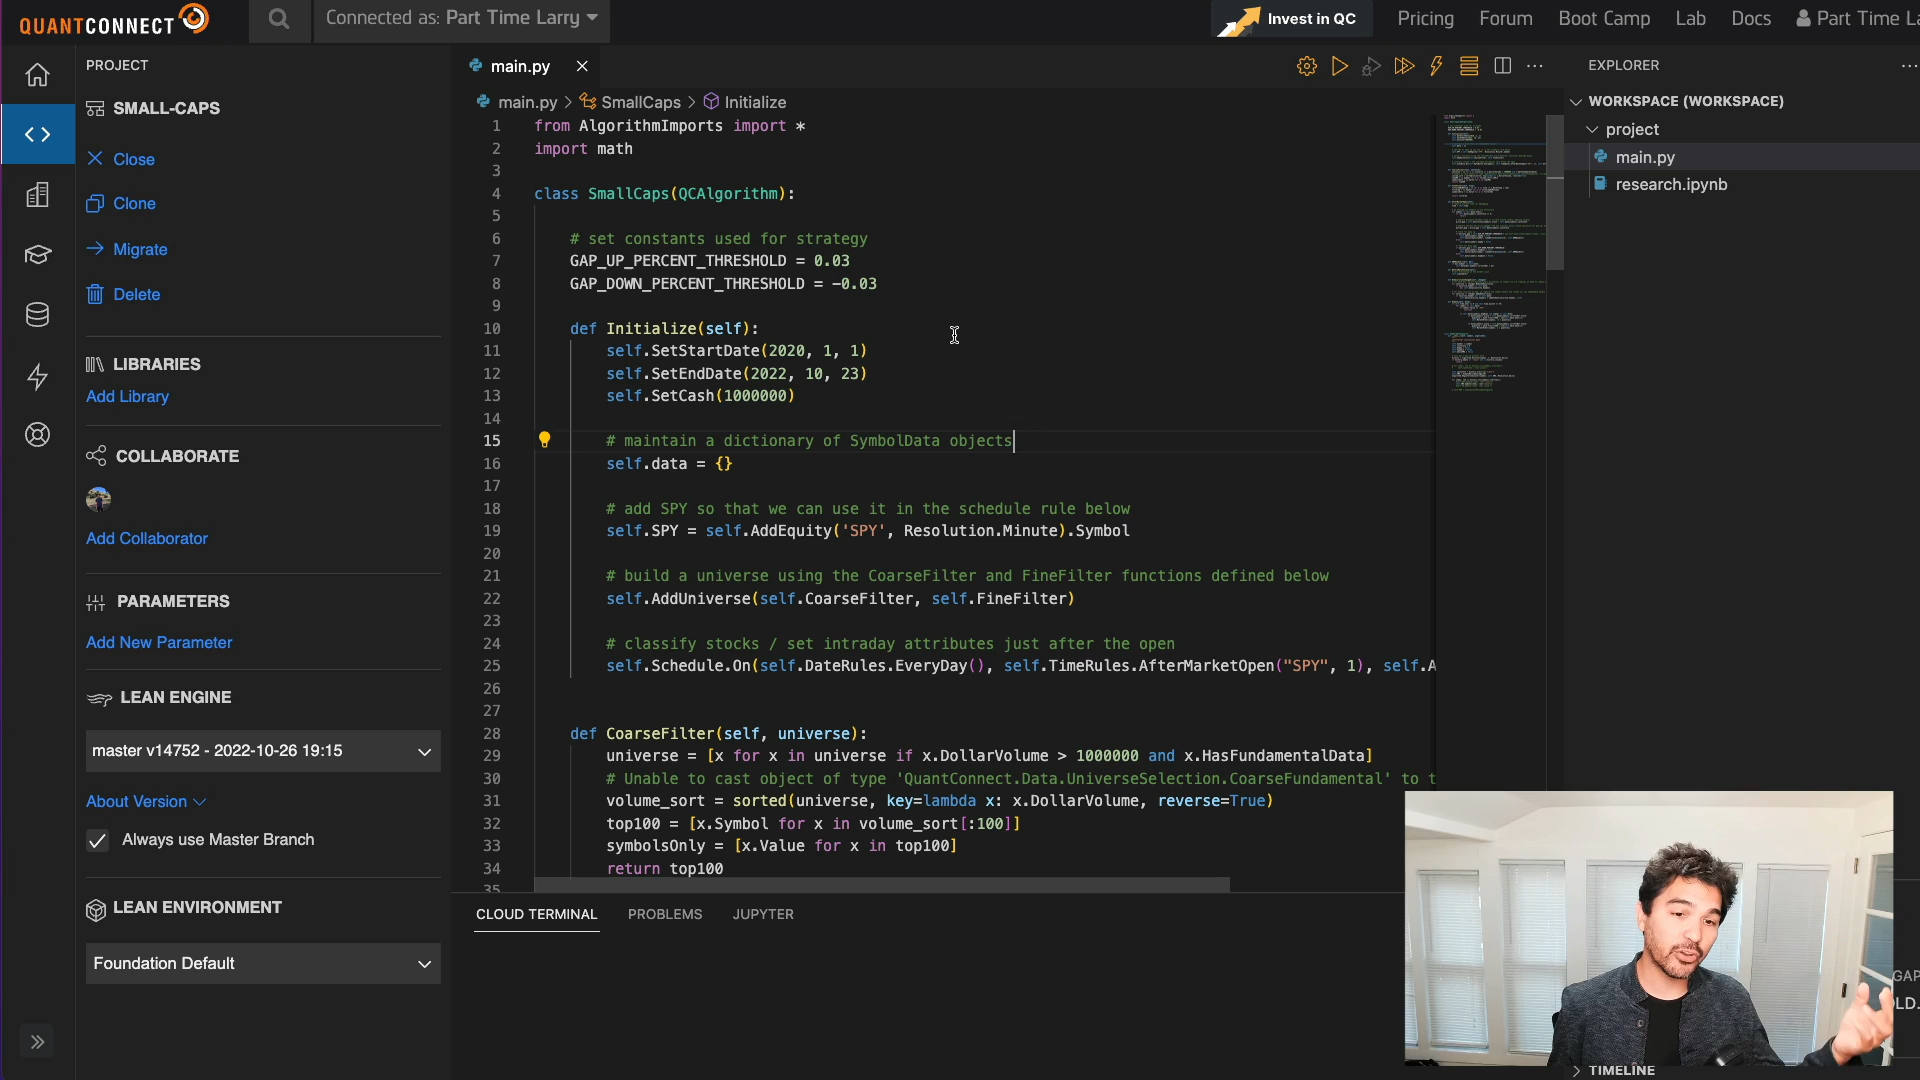 QUANTCONNECT
Connected as: Part Time Larry
Invest in QC
Pricing
Forum
Boot Camp
Lab
Docs
Part Time
PROJECT
SMALL-CAPS
Close
Clone
Migrate
Delete
LIBRARIES
Add Library
COLLABORATE
Add Collaborator
PARAMETERS
Add New Parameter
LEAN ENGINE
master v14752 - 2022-10-26 19:15
About Version
Always use Master Branch
LEAN ENVIRONMENT
Foundation Default
main.py
main.py > SmallCaps > Initialize
1 from AlgorithmImports import *
2 import math
3
4 class SmallCaps(QCAlgorithm):
5
6 # set constants used for strategy
7 GAP_UP_PERCENT_THRESHOLD = 0.03
8 GAP_DOWN_PERCENT_THRESHOLD = -0.03
9
10 def Initialize(self):
11 self.SetStartDate(2020, 1, 1)
12 self.SetEndDate(2022, 10, 23)
13 self.SetCash(1000000)
14
15 # maintain a dictionary of SymbolData objects
16 self.data = {}
17
18 # add SPY so that we can use it in the schedule rule below
19 self.SPY = self.AddEquity('SPY', Resolution.Minute).Symbol
20
21 # build a universe using the CoarseFilter and FineFilter functions defined below
22 self.AddUniverse(self.CoarseFilter, self.FineFilter)
23
24 # classify stocks / set intraday attributes just after the open
25 self.Schedule.On(self.DateRules.EveryDay(), self.TimeRules.AfterMarketOpen("SPY", 1), self.A
26
27
28 def CoarseFilter(self, universe):
29 universe = [x for x in universe if x.DollarVolume > 1000000 and x.HasFundamentalData]
30 # Unable to cast object of type 'QuantConnect.Data.UniverseSelection.CoarseFundamental' to t
31 volume_sort = sorted(universe, key=lambda x: x.DollarVolume, reverse=True)
32 top100 = [x.Symbol for x in volume_sort[:100]]
33 symbolsOnly = [x.Value for x in top100]
34 return top100
35
CLOUD TERMINAL
PROBLEMS
JUPYTER
EXPLORER
WORKSPACE (WORKSPACE)
project
main.py
research.ipynb
GAP
LD.
TIMELINE